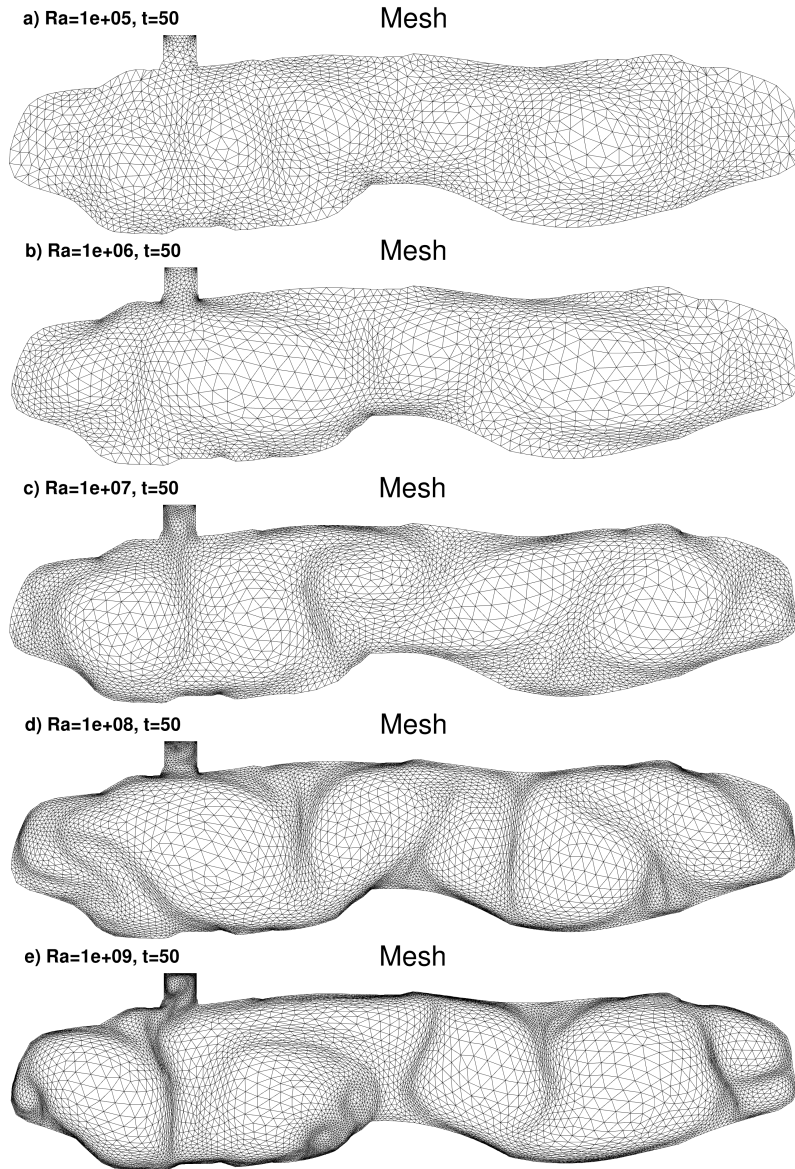 a) Ra=1e+05, t=50 Mesh
b) Ra=1e+06, t=50 Mesh
c) Ra=1e+07, t=50 Mesh
d) Ra=1e+08, t=50 Mesh
e) Ra=1e+09, t=50 Mesh